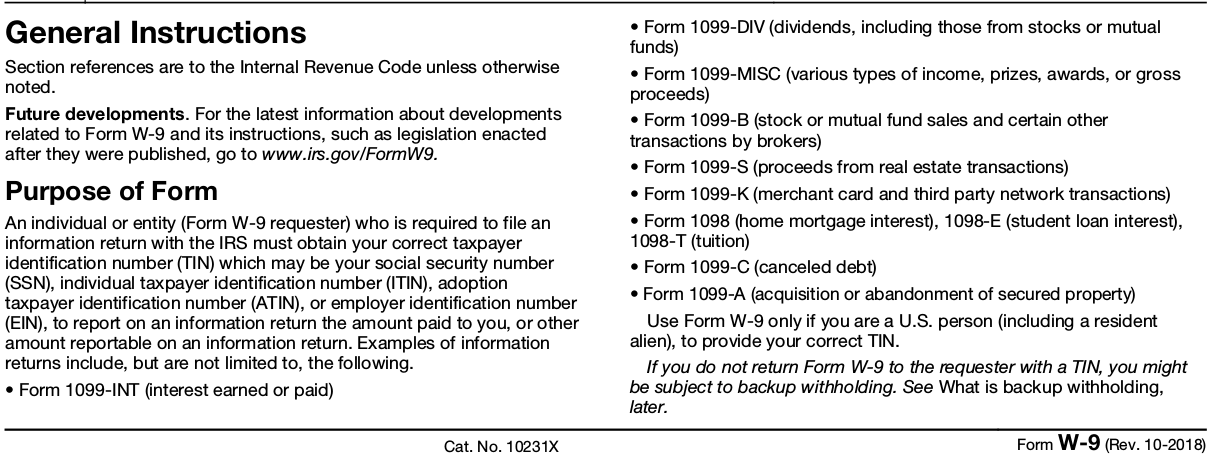 General Instructions
Section references are to the Internal Revenue Code unless otherwise
noted.
Future developments. For the latest information about developments
related to Form W-9 and its instructions, such as legislation enacted
after they were published, go to www.irs.gov/FormW9.
Purpose of Form
An individual or entity (Form W-9 requester) who is required to file an
information return with the IRS must obtain your correct taxpayer
identification number (TIN) which may be your social security number
(SSN), individual taxpayer identification number (ITIN), adoption
taxpayer identification number (ATIN), or employer identification number
(EIN), to report on an information return the amount paid to you, or other
amount reportable on an information return. Examples of information
returns include, but are not limited to, the following.
• Form 1099-INT (interest earned or paid)
• Form 1099-DIV (dividends, including those from stocks or mutual
funds)
• Form 1099-MISC (various types of income, prizes, awards, or gross
proceeds)
• Form 1099-B (stock or mutual fund sales and certain other
transactions by brokers)
• Form 1099-S (proceeds from real estate transactions)
• Form 1099-K (merchant card and third party network transactions)
• Form 1098 (home mortgage interest), 1098-E (student loan interest),
1098-T (tuition)
• Form 1099-C (canceled debt)
• Form 1099-A (acquisition or abandonment of secured property)
Use Form W-9 only if you are a U.S. person (including a resident
alien), to provide your correct TIN.
If you do not return Form W-9 to the requester with a TIN, you might
be subject to backup withholding. See What is backup withholding,
later.
Cat. No. 10231X
Form W-9 (Rev. 10-2018)